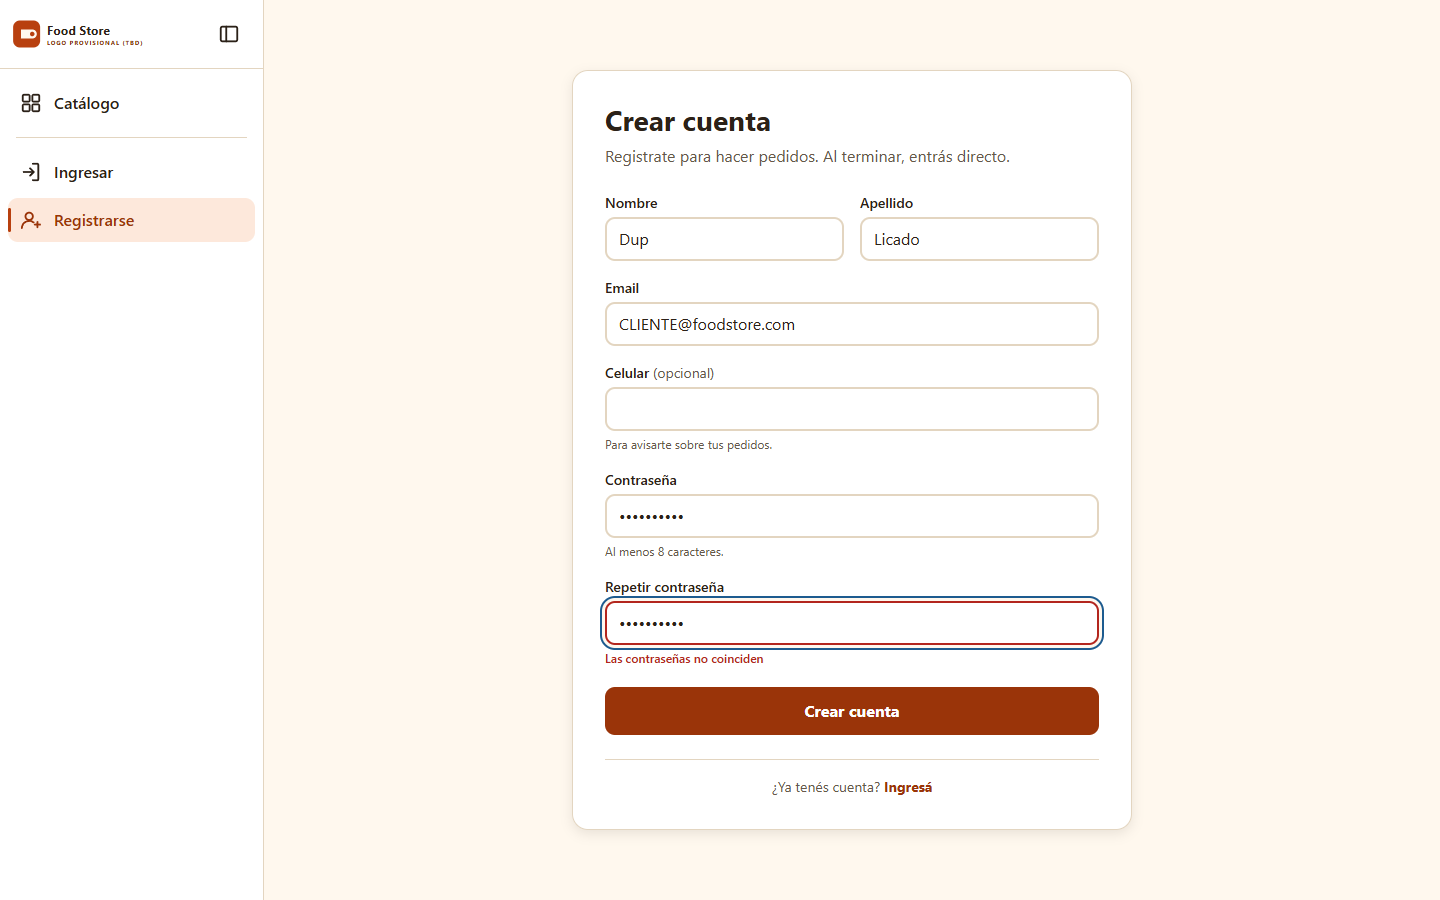 Food Store
LOGO PROVISIONAL (TBD)
Catálogo
Ingresar
Registrarse
Crear cuenta
Registrate para hacer pedidos. Al terminar, entrás directo.
Nombre
Apellido
Dup
Licado
Email
CLIENTE@foodstore.com
Celular (opcional)
Para avisarte sobre tus pedidos.
Contraseña
••••••••••
Al menos 8 caracteres.
Repetir contraseña
••••••••••
Las contraseñas no coinciden
Crear cuenta
¿Ya tenés cuenta? Ingresá